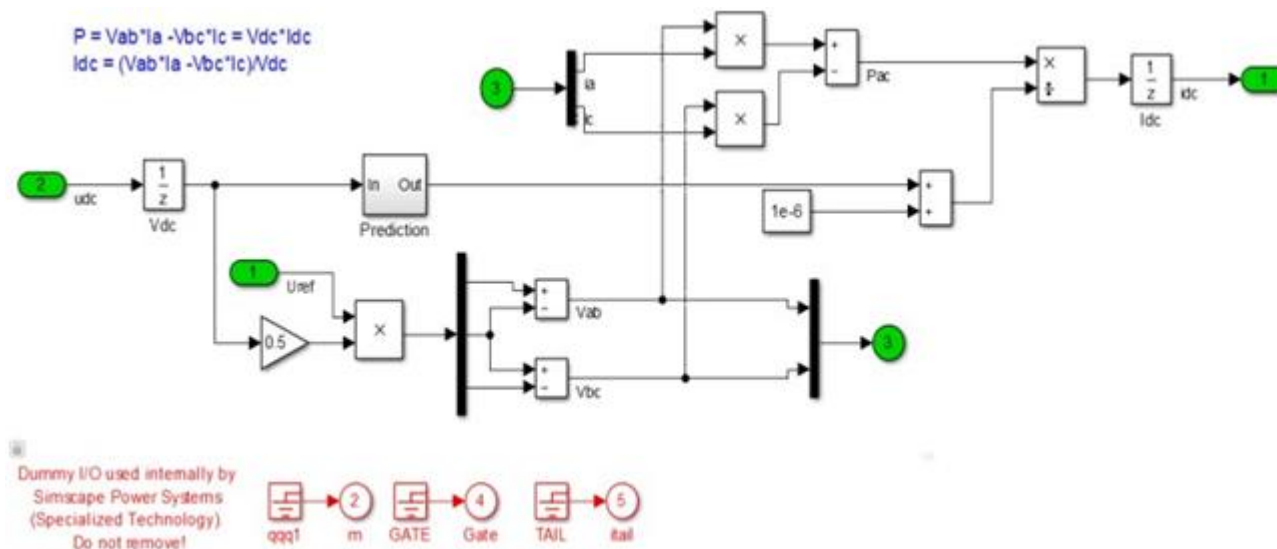 P = Vab*Ia -Vbc*Ic = Vdc*Idc
Idc = (Vab*Ia -Vbc*Ic)/Vdc
3
ia
ic
×
×
+
−
Pac
×
÷
1
z
Idc
idc
1
2
udc
1
z
Vdc
In Out
Prediction
1e-6
+
+
1
Uref
0.5
×
+
−
Vab
+
−
Vbc
3
Dummy I/O used internally by
Simscape Power Systems
(Specialized Technology)
Do not remove!
qqq1
2
m
GATE
4
Gate
TAIL
5
itail